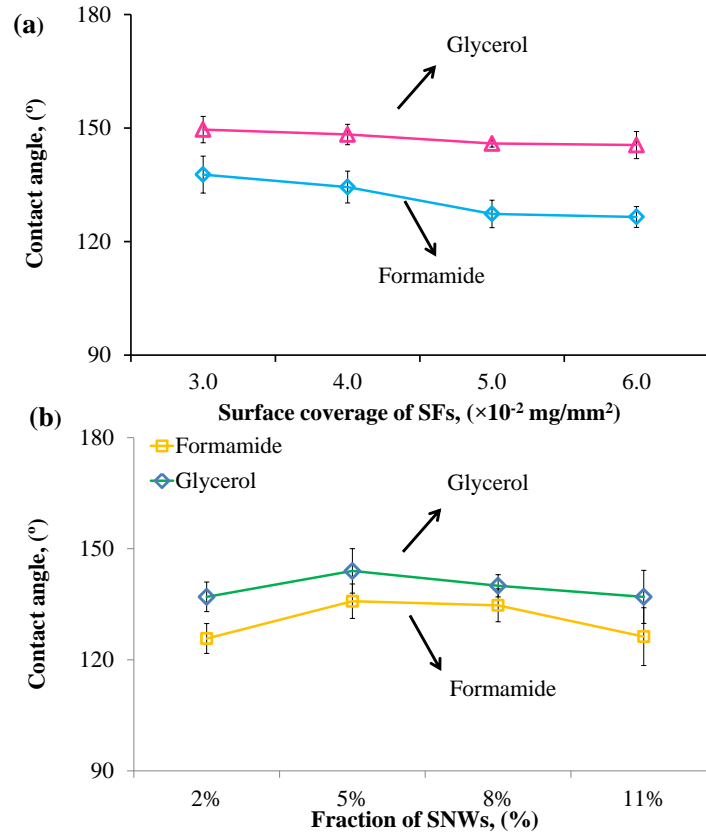 (a)
180
150
120
90
Contact angle, (º)
Glycerol
Formamide
3.0 4.0 5.0 6.0
Surface coverage of SFs, (×10⁻² mg/mm²)
(b)
180
150
120
90
Contact angle, (º)
Formamide
Glycerol
Glycerol
Formamide
2% 5% 8% 11%
Fraction of SNWs, (%)